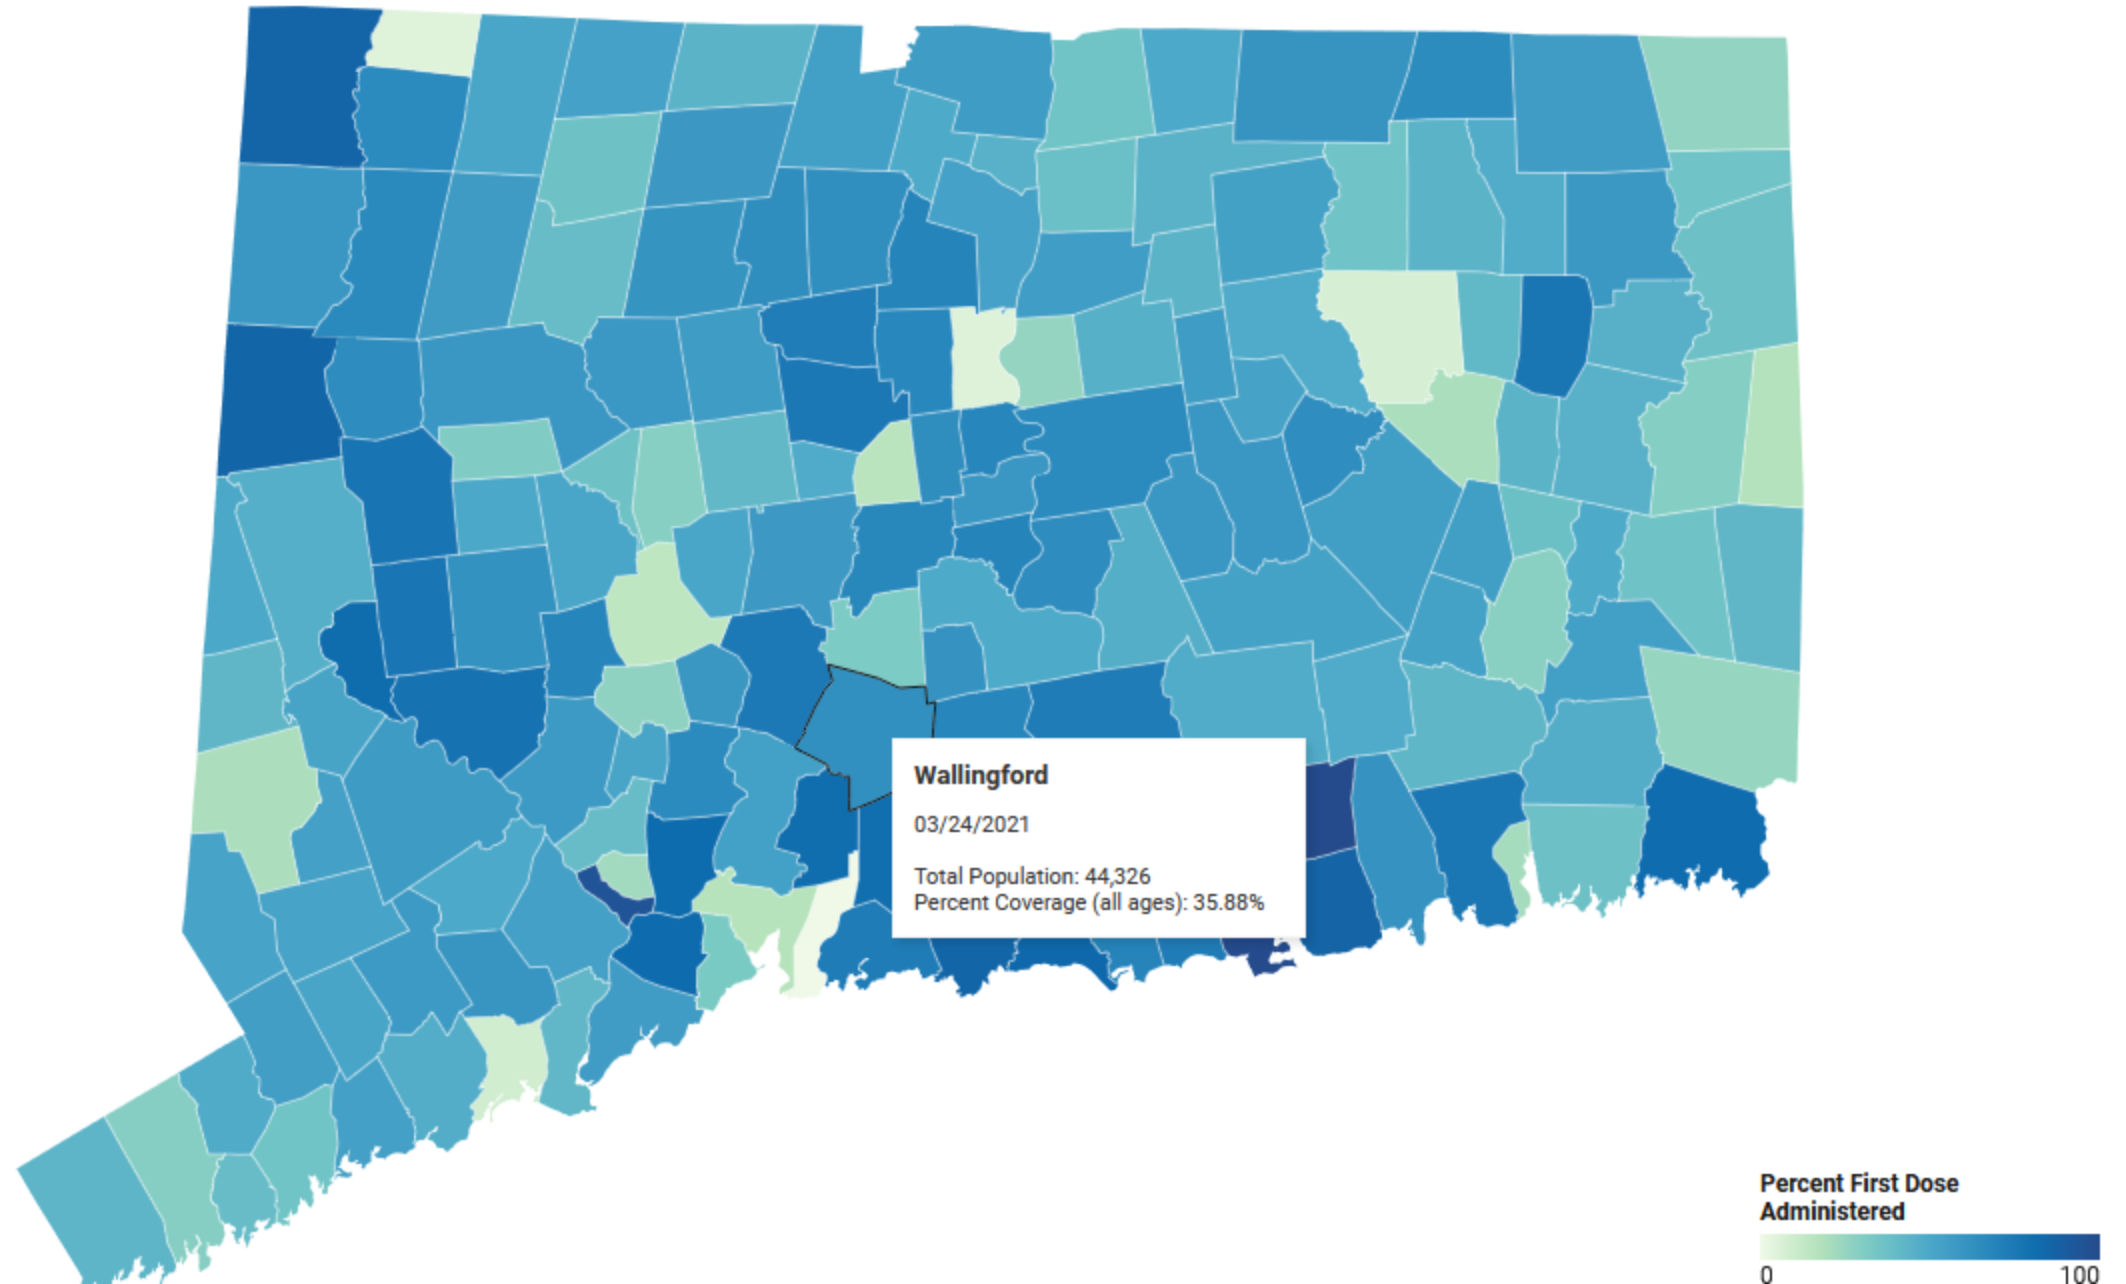 Wallingford
03/24/2021
Total Population: 44,326
Percent Coverage (all ages): 35.88%
Percent First Dose
Administered
0 100